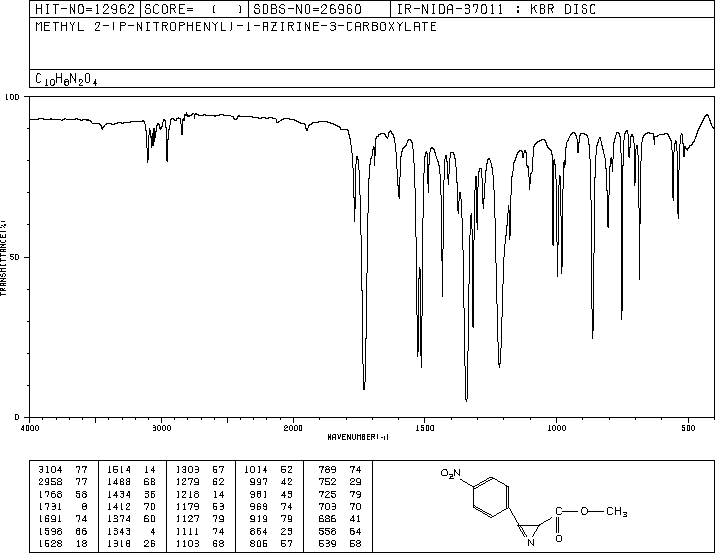 HIT-NO=12962 SCORE= ( ) SDBS-NO=26960 IR-NIDA-37011 : KBR DISC
METHYL 2-(P-NITROPHENYL)-1-AZIRINE-3-CARBOXYLATE
C10H8N2O4
100
TRANSMITTANCE(%)
50
0
4000 3000 2000 1500 1000 500
WAVENUMBER(-1)
3104 77 1514 14 1303 57 1014 52 789 74
2958 77 1488 68 1279 62 997 42 752 29
1768 58 1434 36 1218 14 981 43 725 79
1731 8 1412 70 1179 53 969 74 703 70
1691 74 1374 60 1127 79 919 79 686 41
1598 66 1343 4 1111 74 864 23 558 64
1528 18 1318 26 1103 68 806 57 539 58
O2N
C O CH3
N O